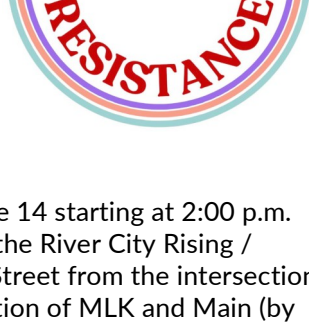 RESISTANCE
e 14 starting at 2:00 p.m.
the River City Rising /
Street from the intersection
tion of MLK and Main (by